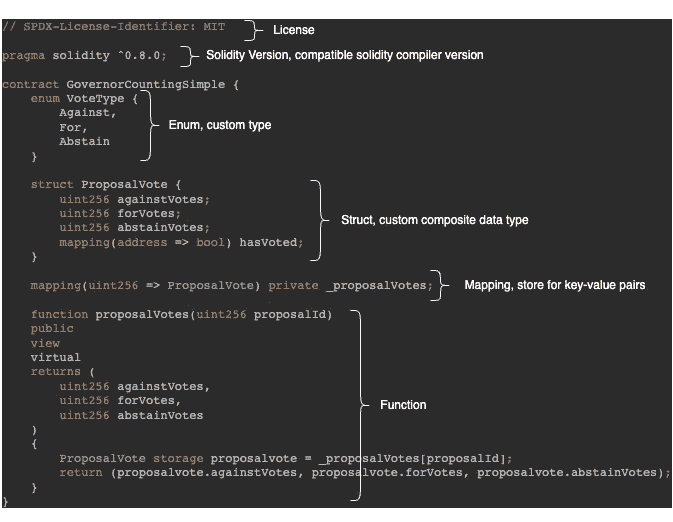 // SPDX-License-Identifier: MIT
License
pragma solidity ^0.8.0;
Solidity Version, compatible solidity compiler version
contract GovernorCountingSimple {
enum VoteType {
Against,
For,
Abstain
}
Enum, custom type
struct ProposalVote {
uint256 againstVotes;
uint256 forVotes;
uint256 abstainVotes;
mapping(address => bool) hasVoted;
}
Struct, custom composite data type
mapping(uint256 => ProposalVote) private _proposalVotes;
Mapping, store for key-value pairs
function proposalVotes(uint256 proposalId)
public
view
virtual
returns (
uint256 againstVotes,
uint256 forVotes,
uint256 abstainVotes
)
{
ProposalVote storage proposalvote = _proposalVotes[proposalId];
return (proposalvote.againstVotes, proposalvote.forVotes, proposalvote.abstainVotes);
}
Function
}